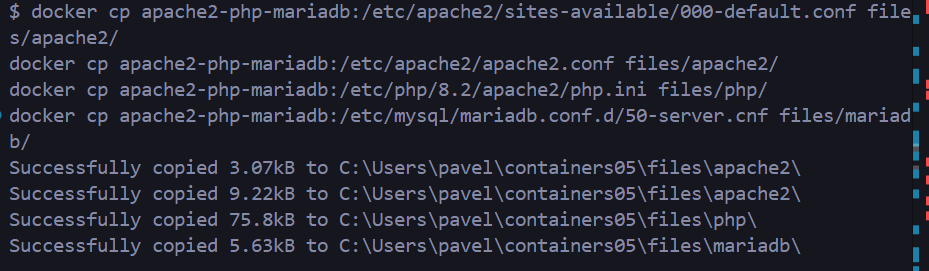 $ docker cp apache2-php-mariadb:/etc/apache2/sites-available/000-default.conf file
s/apache2/
docker cp apache2-php-mariadb:/etc/apache2/apache2.conf files/apache2/
docker cp apache2-php-mariadb:/etc/php/8.2/apache2/php.ini files/php/
docker cp apache2-php-mariadb:/etc/mysql/mariadb.conf.d/50-server.cnf files/mariad
b/
Successfully copied 3.07kB to C:\Users\pavel\containers05\files\apache2\
Successfully copied 9.22kB to C:\Users\pavel\containers05\files\apache2\
Successfully copied 75.8kB to C:\Users\pavel\containers05\files\php\
Successfully copied 5.63kB to C:\Users\pavel\containers05\files\mariadb\